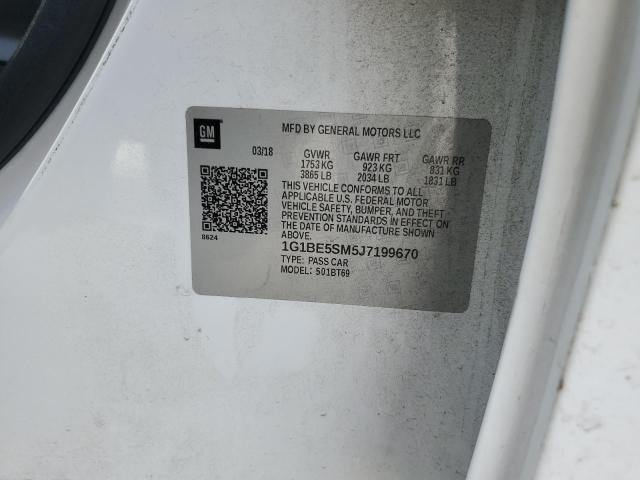 GM
MFD BY GENERAL MOTORS LLC
03/18 GVWR GAWR FRT GAWR RR
1753 KG 923 KG 831 KG
3865 LB 2034 LB 1831 LB
THIS VEHICLE CONFORMS TO ALL
APPLICABLE U.S. FEDERAL MOTOR
VEHICLE SAFETY, BUMPER, AND THEFT
PREVENTION STANDARDS IN EFFECT ON
THE DATE OF MANUFACTURE SHOWN
ABOVE.
8624
1G1BE5SM5J7199670
TYPE: PASS CAR
MODEL: 501BT69